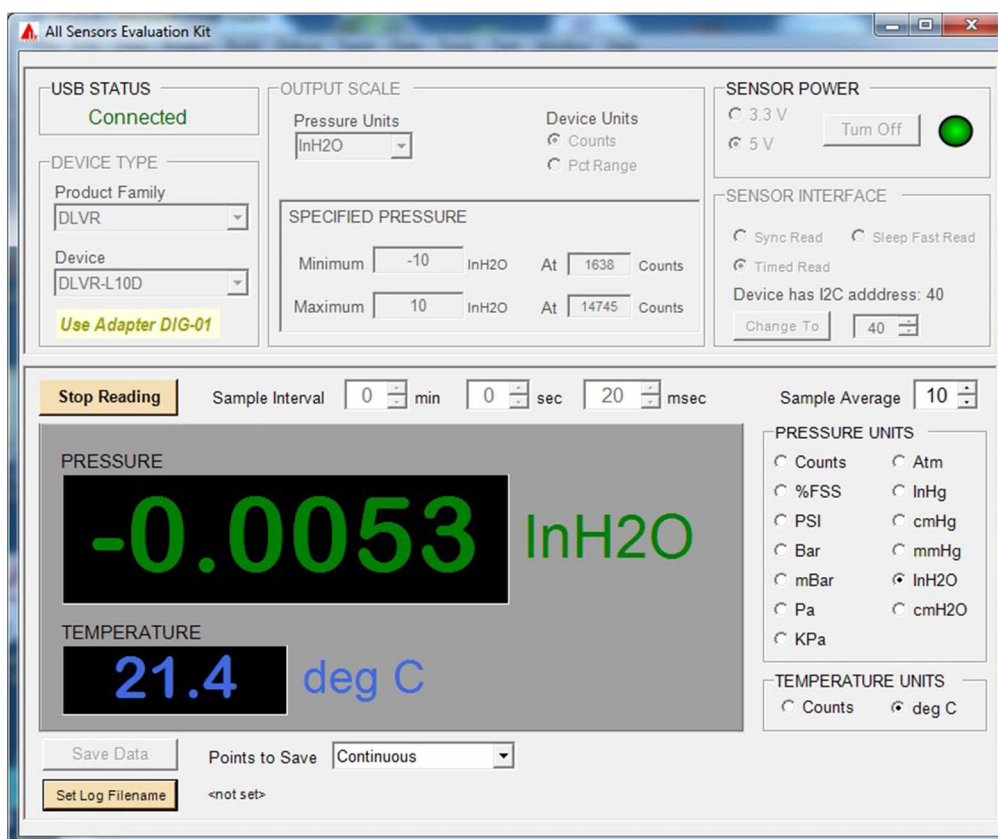 All Sensors Evaluation Kit
USB STATUS
Connected
DEVICE TYPE
Product Family
DLVR
Device
DLVR-L10D
Use Adapter DIG-01
OUTPUT SCALE
Pressure Units
InH2O
Device Units
Counts
Pct Range
SPECIFIED PRESSURE
Minimum -10 InH2O At 1638 Counts
Maximum 10 InH2O At 14745 Counts
SENSOR POWER
3.3 V
5 V
Turn Off
SENSOR INTERFACE
Sync Read Sleep Fast Read
Timed Read
Device has I2C adddress: 40
Change To 40
Stop Reading Sample Interval 0 min 0 sec 20 msec Sample Average 10
PRESSURE
-0.0053 InH2O
TEMPERATURE
21.4 deg C
PRESSURE UNITS
Counts Atm
%FSS InHg
PSI cmHg
Bar mmHg
mBar InH2O
Pa cmH2O
KPa
TEMPERATURE UNITS
Counts deg C
Save Data Points to Save Continuous
Set Log Filename <not set>